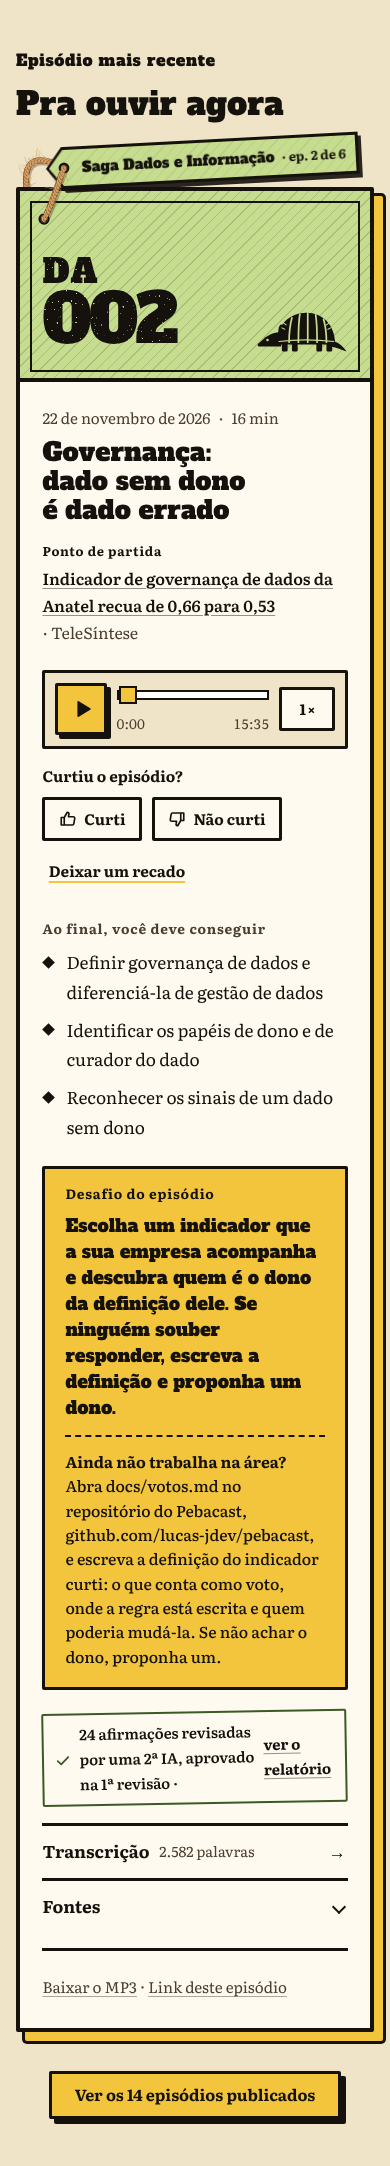 Episódio mais recente
Pra ouvir agora
Saga Dados e Informação · ep. 2 de 6
DA
002
22 de novembro de 2026 · 16 min
Governança:
dado sem dono
é dado errado
Ponto de partida
Indicador de governança de dados da
Anatel recua de 0,66 para 0,53
· TeleSíntese
0:00 15:35
1×
Curtiu o episódio?
Curti
Não curti
Deixar um recado
Ao final, você deve conseguir
Definir governança de dados e
diferenciá-la de gestão de dados
Identificar os papéis de dono e de
curador do dado
Reconhecer os sinais de um dado
sem dono
Desafio do episódio
Escolha um indicador que
a sua empresa acompanha
e descubra quem é o dono
da definição dele. Se
ninguém souber
responder, escreva a
definição e proponha um
dono.
Ainda não trabalha na área?
Abra docs/votos.md no
repositório do Pebacast,
github.com/lucas-jdev/pebacast,
e escreva a definição do indicador
curti: o que conta como voto,
onde a regra está escrita e quem
poderia mudá-la. Se não achar o
dono, proponha um.
24 afirmações revisadas
por uma 2ª IA, aprovado
na 1ª revisão ·
ver o
relatório
Transcrição 2.582 palavras →
Fontes
Baixar o MP3 · Link deste episódio
Ver os 14 episódios publicados